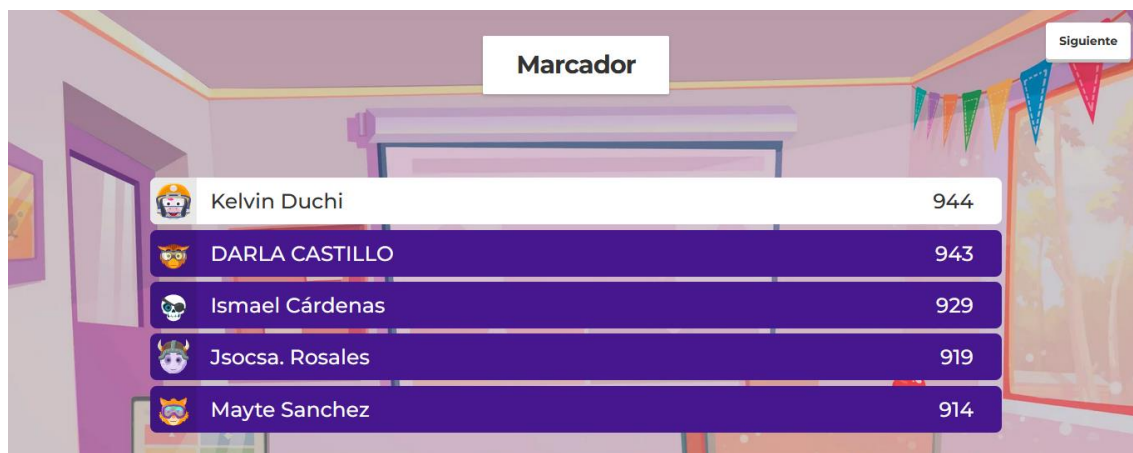 Siguiente
Marcador
Kelvin Duchi 944
DARLA CASTILLO 943
Ismael Cárdenas 929
Jsocsa. Rosales 919
Mayte Sanchez 914